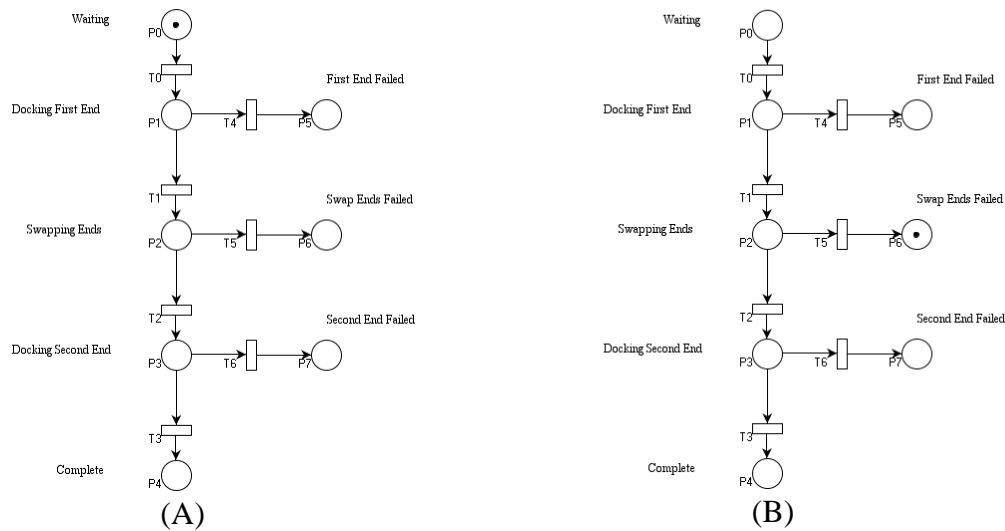 Waiting
P0
T0
First End Failed
Docking First End
P1
T4
P5
T1
Swap Ends Failed
Swapping Ends
P2
T5
P6
T2
Second End Failed
Docking Second End
P3
T6
P7
T3
Complete
P4
(A)
Waiting
P0
T0
First End Failed
Docking First End
P1
T4
P5
T1
Swap Ends Failed
Swapping Ends
P2
T5
P6
T2
Second End Failed
Docking Second End
P3
T6
P7
T3
Complete
P4
(B)